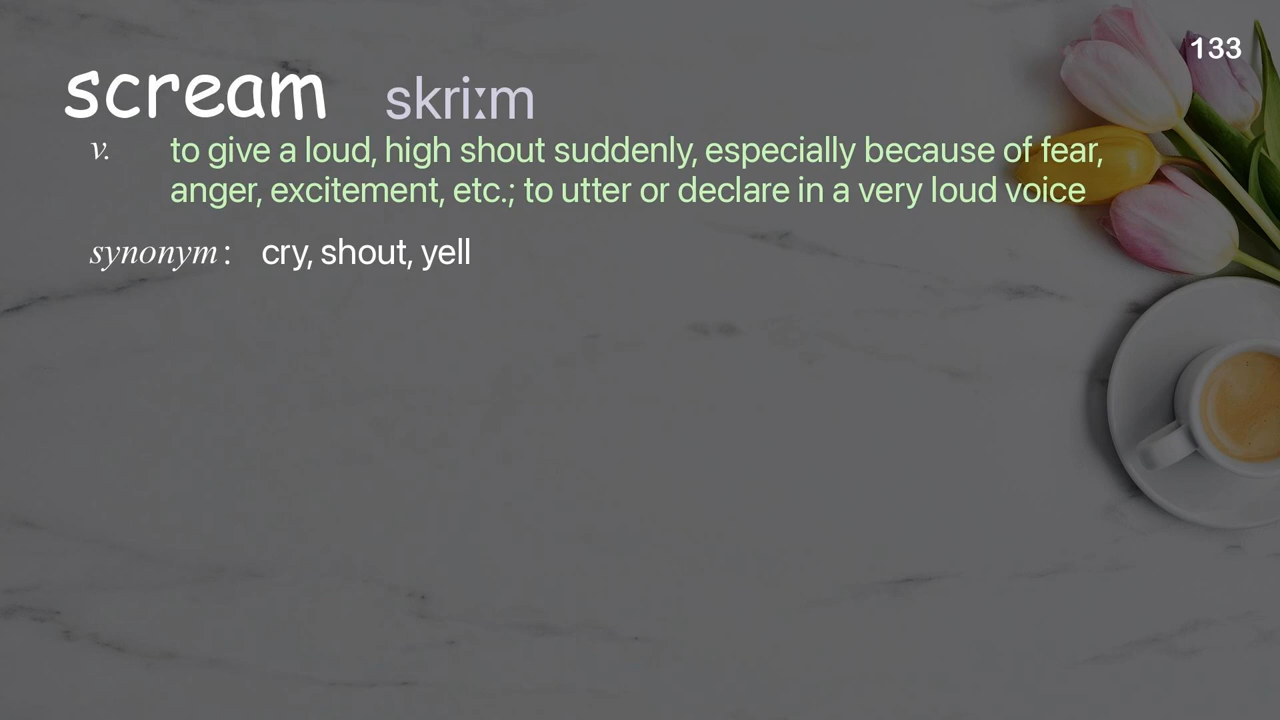 133
scream skriːm
v. to give a loud, high shout suddenly, especially because of fear,
anger, excitement, etc.; to utter or declare in a very loud voice
synonym : cry, shout, yell